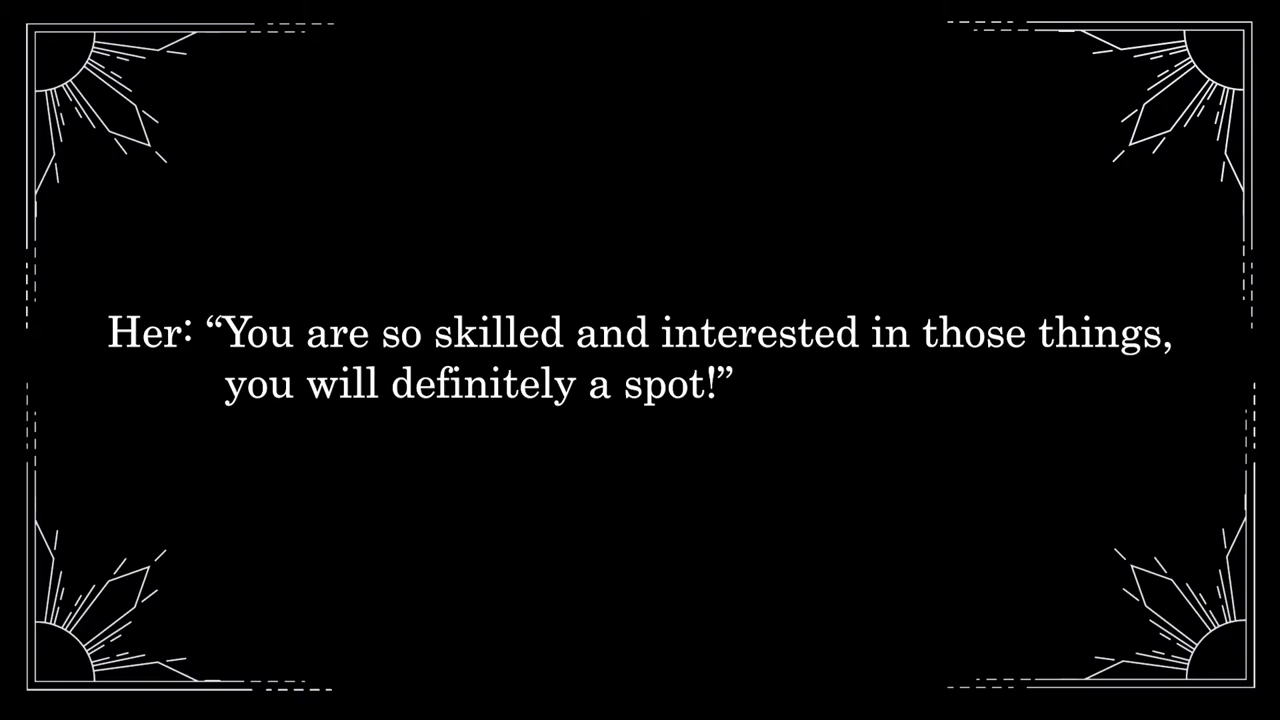 Her: “You are so skilled and interested in those things,
you will definitely a spot!”